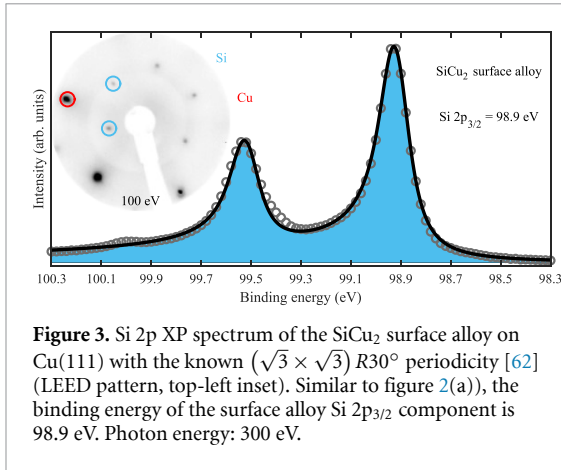 Si
SiCu₂ surface alloy
Cu
Si 2p₃/₂ = 98.9 eV
Intensity (arb. units)
100 eV
100.3 100.1 99.9 99.7 99.5 99.3 99.1 98.9 98.7 98.5 98.3
Binding energy (eV)
Figure 3. Si 2p XP spectrum of the SiCu₂ surface alloy on
Cu(111) with the known (√3 × √3) R30° periodicity [62]
(LEED pattern, top-left inset). Similar to figure 2(a)), the
binding energy of the surface alloy Si 2p₃/₂ component is
98.9 eV. Photon energy: 300 eV.